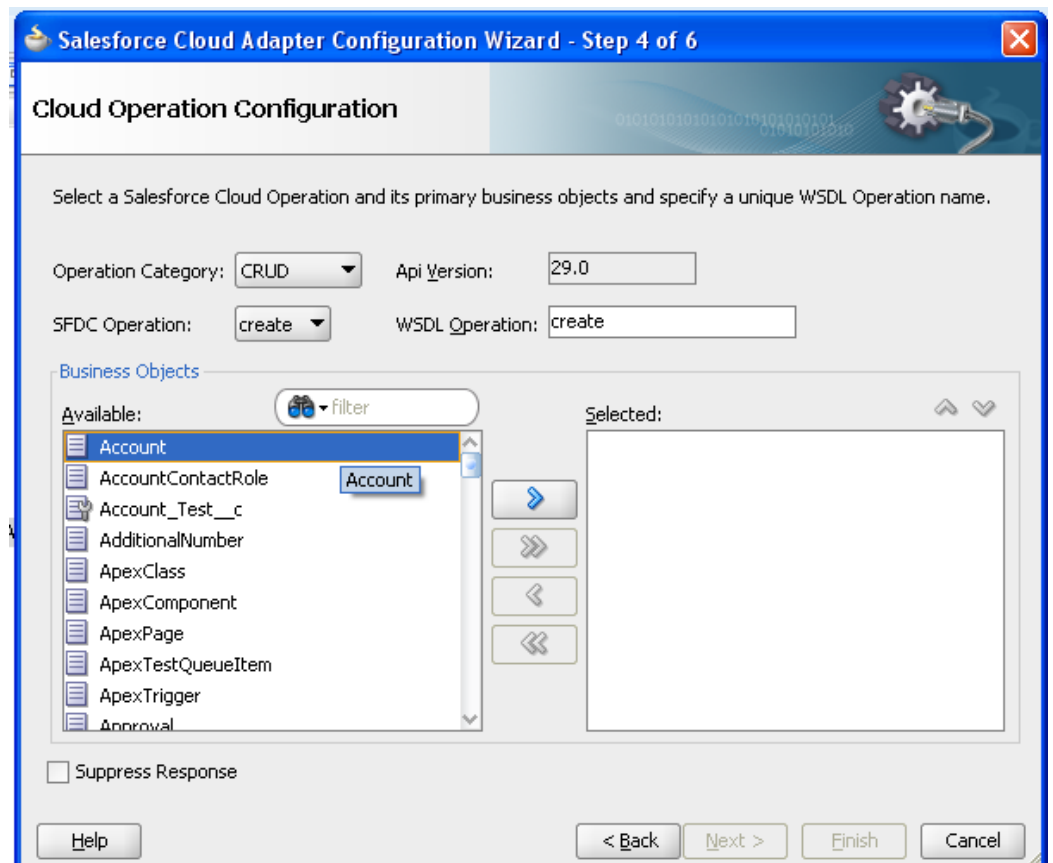 Salesforce Cloud Adapter Configuration Wizard - Step 4 of 6
Cloud Operation Configuration
Select a Salesforce Cloud Operation and its primary business objects and specify a unique WSDL Operation name.
Operation Category: CRUD Api Version: 29.0
SFDC Operation: create WSDL Operation: create
Business Objects
Available: filter Selected:
Account
AccountContactRole Account
Account_Test__c
AdditionalNumber
ApexClass
ApexComponent
ApexPage
ApexTestQueueItem
ApexTrigger
Approval
Suppress Response
Help < Back Next > Finish Cancel